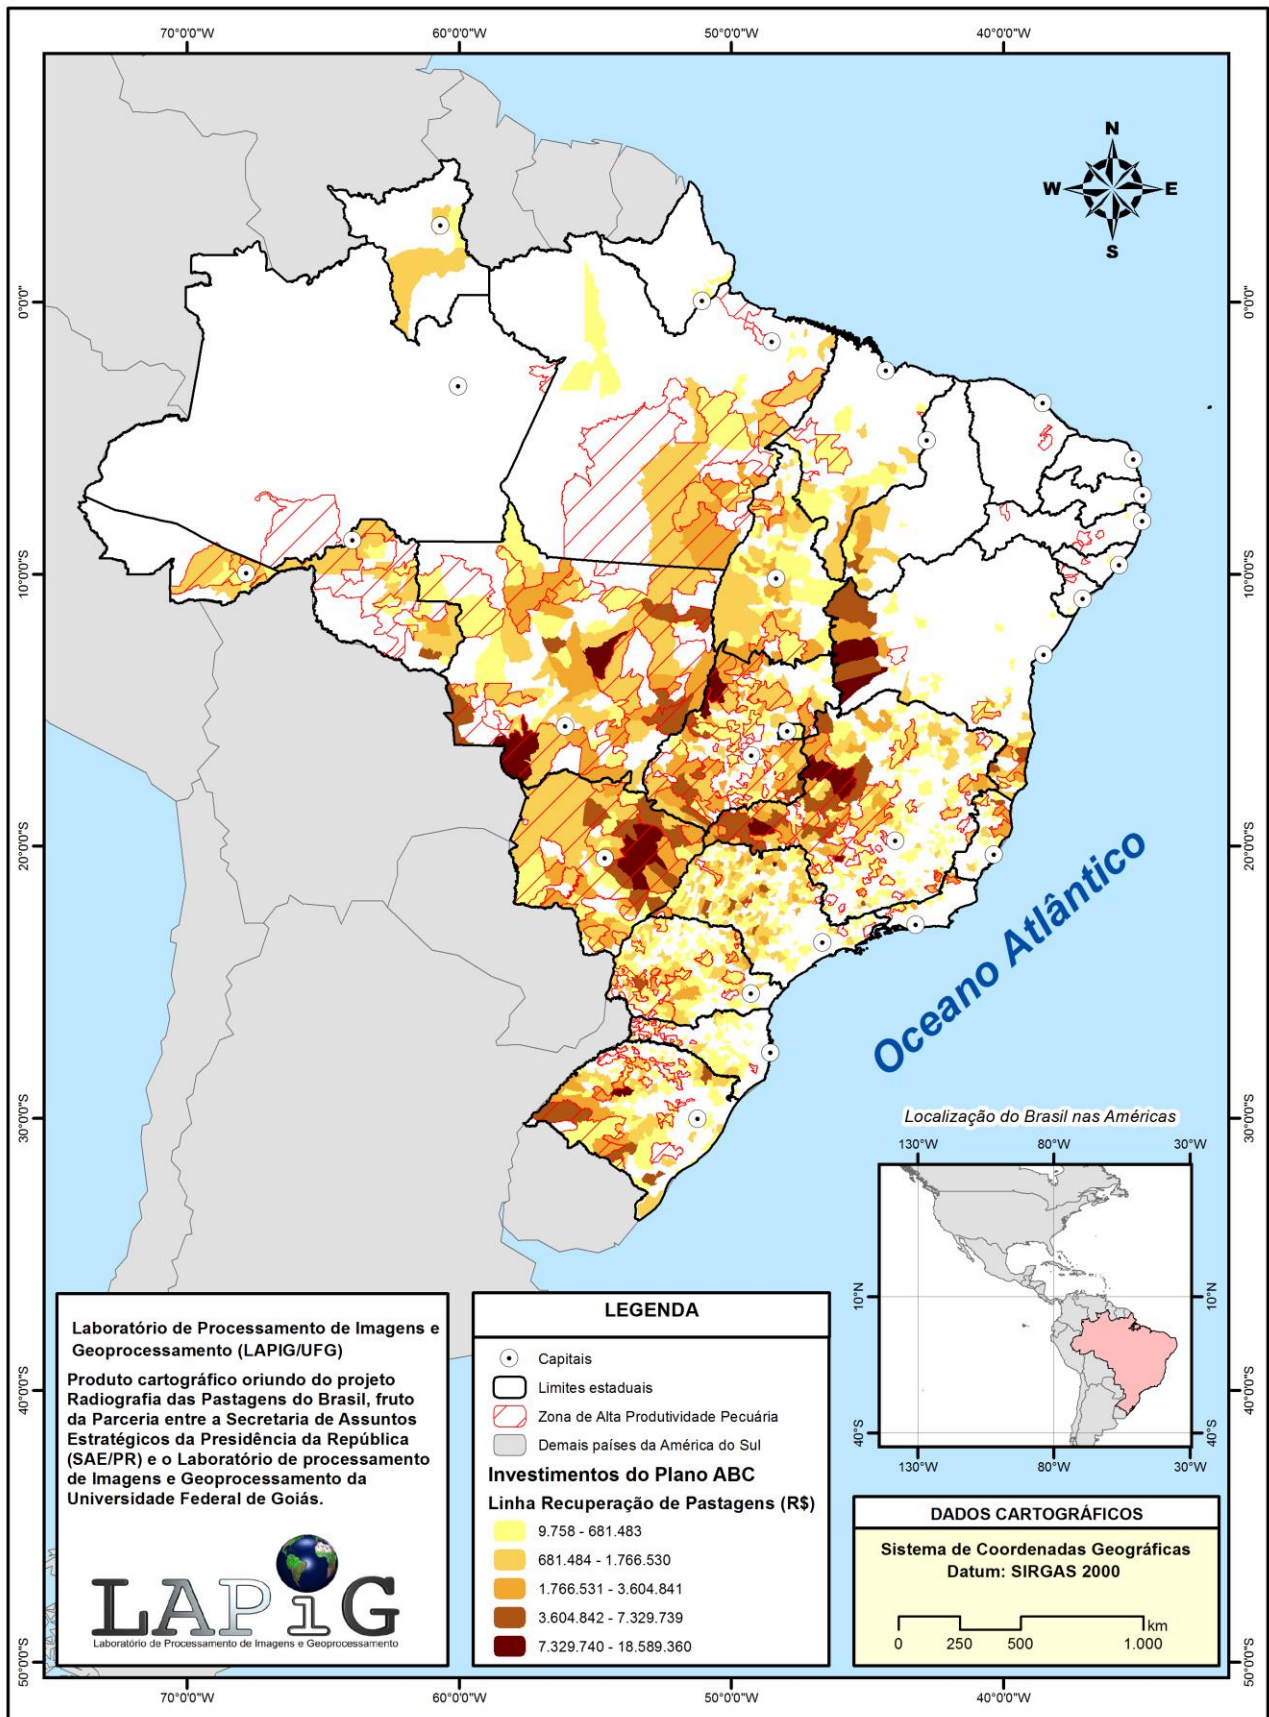 70°0'0"W 60°0'0"W 50°0'0"W 40°0'0"W
N
W E
S
0°0'0" 0°0'0"
10°0'0"S 10°0'0"S
20°0'0"S 20°0'0"S
Oceano Atlântico
30°0'0"S 30°0'0"S
Localização do Brasil nas Américas
130°W 80°W 30°W
10°N 10°N
40°S 40°S
130°W 80°W 30°W
40°0'0"S 40°0'0"S
Laboratório de Processamento de Imagens e
Geoprocessamento (LAPIG/UFG)
Produto cartográfico oriundo do projeto
Radiografia das Pastagens do Brasil, fruto
da Parceria entre a Secretaria de Assuntos
Estratégicos da Presidência da República
(SAE/PR) e o Laboratório de processamento
de Imagens e Geoprocessamento da
Universidade Federal de Goiás.
LAPiG
Laboratório de Processamento de Imagens e Geoprocessamento
LEGENDA
Capitais
Limites estaduais
Zona de Alta Produtividade Pecuária
Demais países da América do Sul
Investimentos do Plano ABC
Linha Recuperação de Pastagens (R$)
9.758 - 681.483
681.484 - 1.766.530
1.766.531 - 3.604.841
3.604.842 - 7.329.739
7.329.740 - 18.589.360
DADOS CARTOGRÁFICOS
Sistema de Coordenadas Geográficas
Datum: SIRGAS 2000
km
0 250 500 1.000
50°0'0"S 50°0'0"S
70°0'0"W 60°0'0"W 50°0'0"W 40°0'0"W